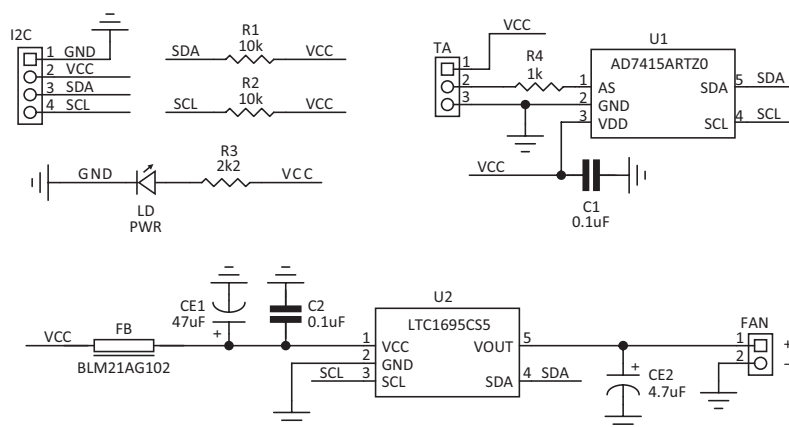 I2C
1 GND
2 VCC
3 SDA
4 SCL
SDA R1 10k VCC
SCL R2 10k VCC
GND LD PWR R3 2k2 VCC
VCC
TA
1
2
3
R4
1k
U1
AD7415ARTZ0
1 AS
2 GND
3 VDD
SDA 5 SDA
SCL 4 SCL
VCC
C1
0.1uF
VCC
FB
BLM21AG102
CE1
47uF
+
C2
0.1uF
U2
LTC1695CS5
1 VCC
2 GND
SCL 3 SCL
VOUT 5
SDA 4 SDA
+
CE2
4.7uF
FAN
1 +
2 –